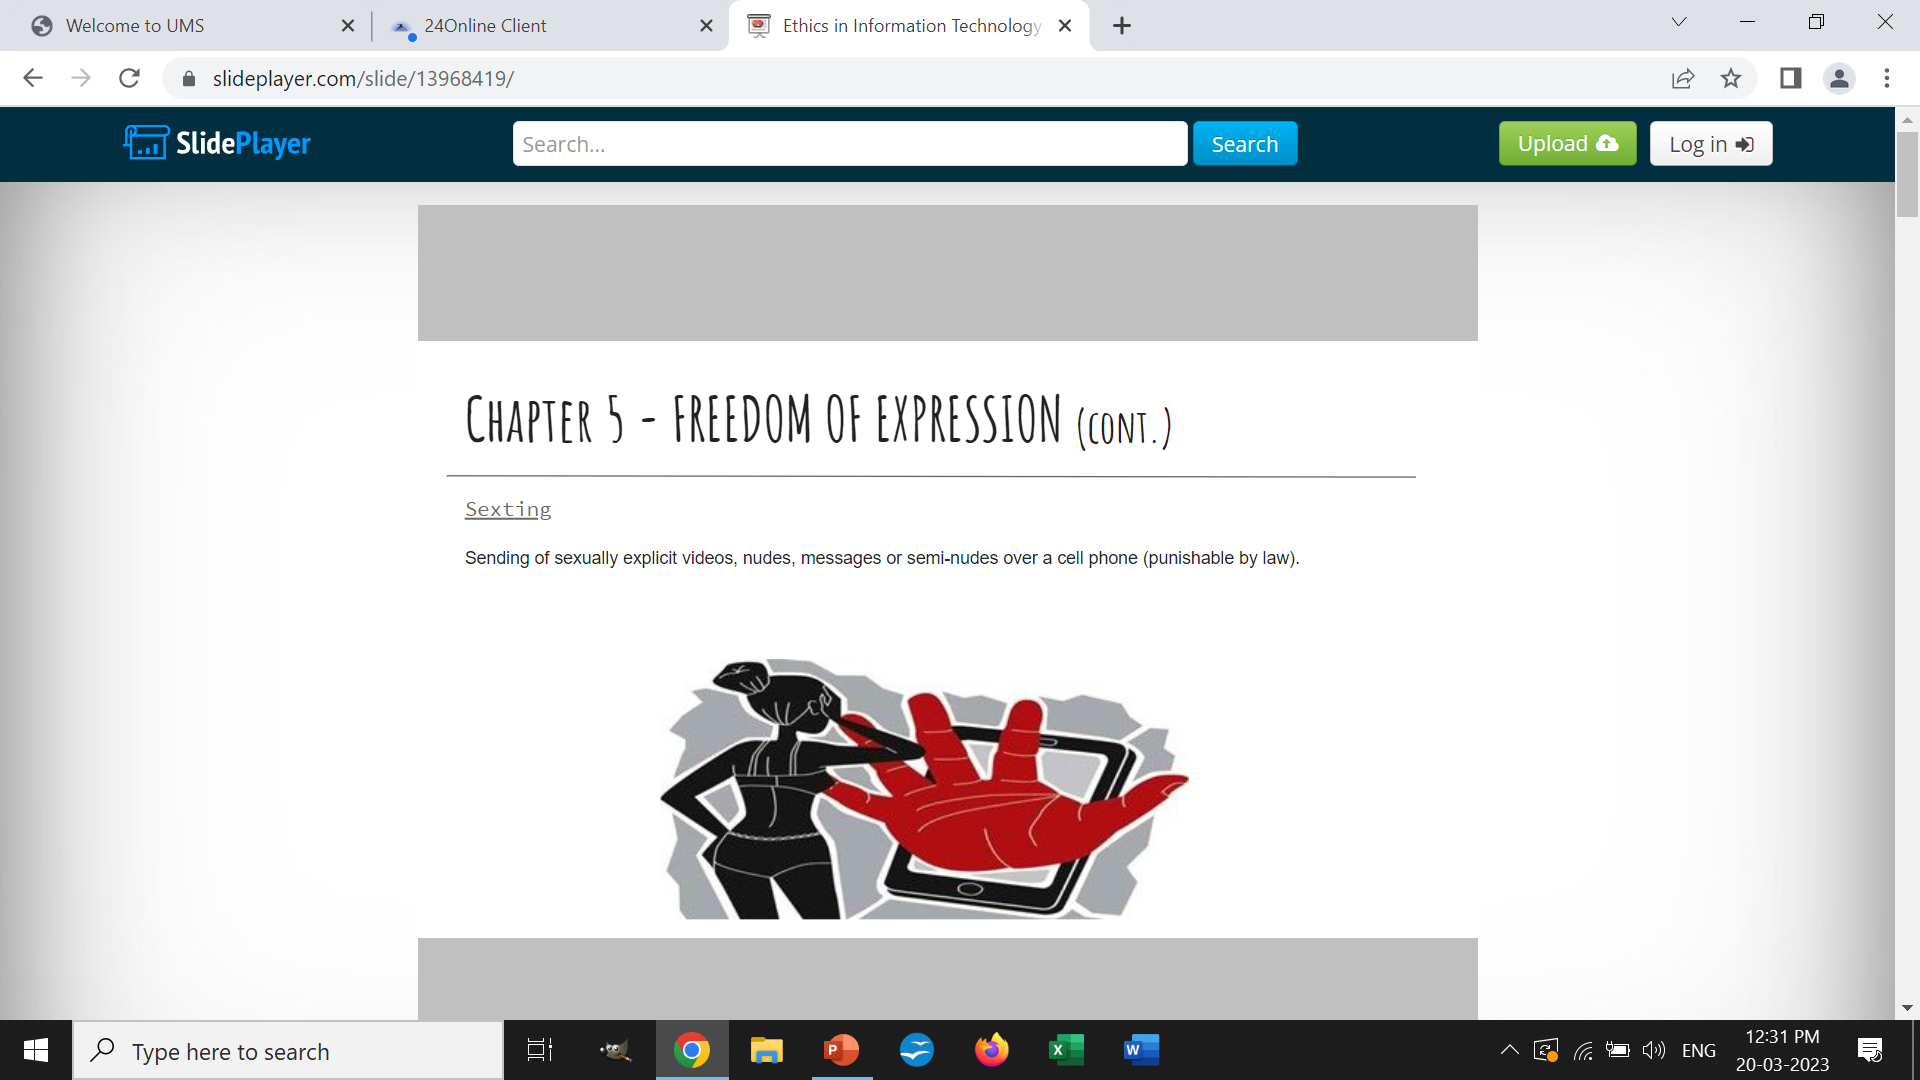 Welcome to UMS
24Online Client
Ethics in Information Technology
slideplayer.com/slide/13968419/
SlidePlayer
Search...
Search
Upload
Log in
CHAPTER 5 - FREEDOM OF EXPRESSION (CONT.)
Sexting
Sending of sexually explicit videos, nudes, messages or semi-nudes over a cell phone (punishable by law).
Type here to search
ENG
12:31 PM
20-03-2023